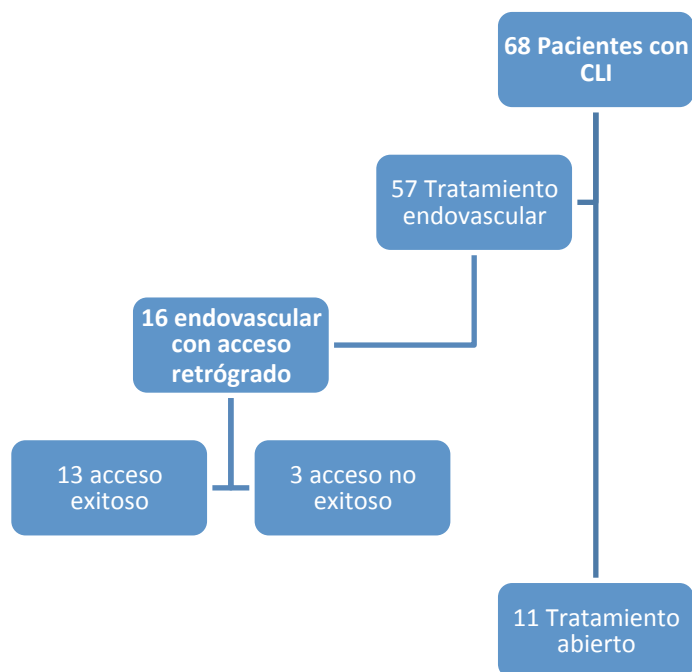 68 Pacientes con
CLI
57 Tratamiento
endovascular
16 endovascular
con acceso
retrógrado
13 acceso
exitoso
3 acceso no
exitoso
11 Tratamiento
abierto